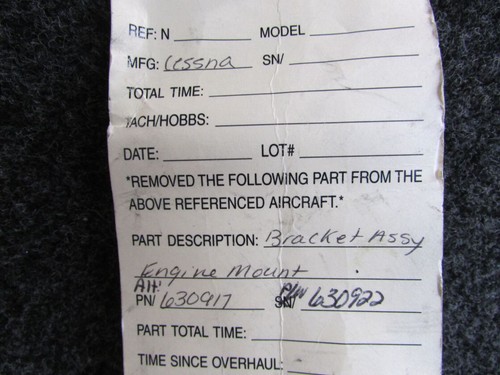 REF: N MODEL
MFG: Cessna SN/
TOTAL TIME:
TACH/HOBBS:
DATE: LOT#
*REMOVED THE FOLLOWING PART FROM THE
ABOVE REFERENCED AIRCRAFT.*
PART DESCRIPTION: Bracket Assy
Engine Mount
Alt:
PN/ 630917 SN/ P/N 630922
PART TOTAL TIME:
TIME SINCE OVERHAUL: